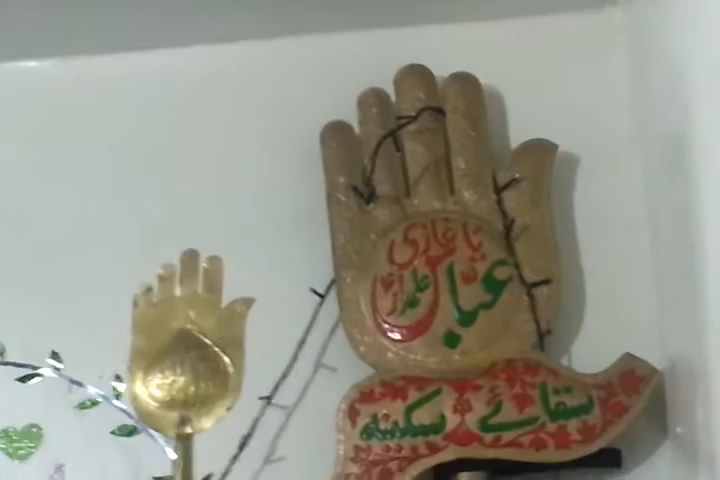 یا غازی
عباس علمدارؑ
سقائے سکینہ